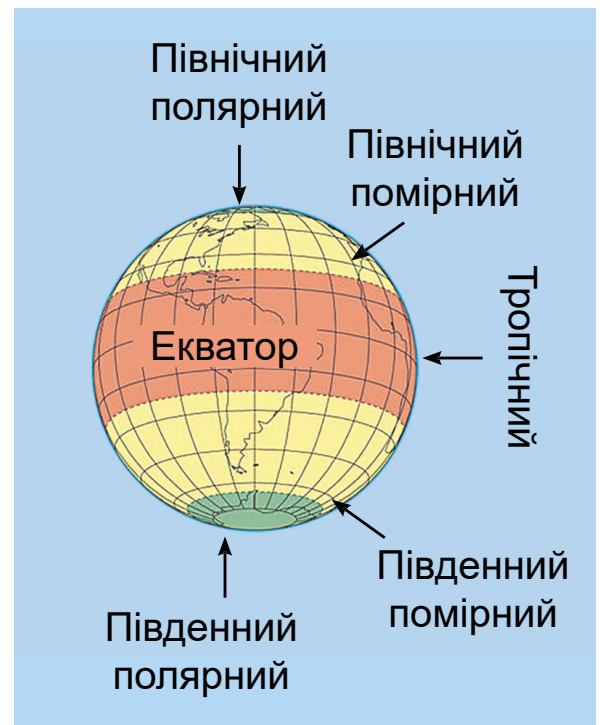 Північний
полярний
Північний
помірний
Тропічний
Екватор
Південний
помірний
Південний
полярний